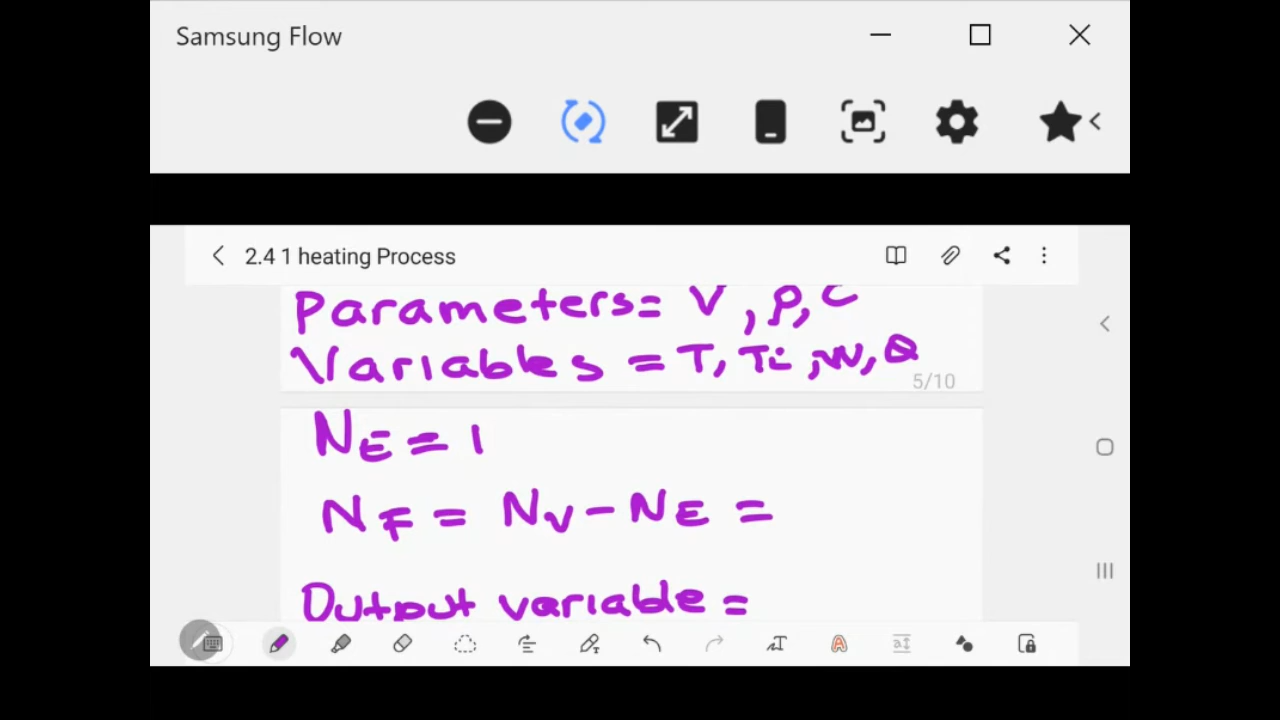 Samsung Flow
2.4 1 heating Process
Parameters = V, ρ, C
Variables = T, Ti, w, Q
5/10
NE = 1
NF = NV - NE =
Output variable =